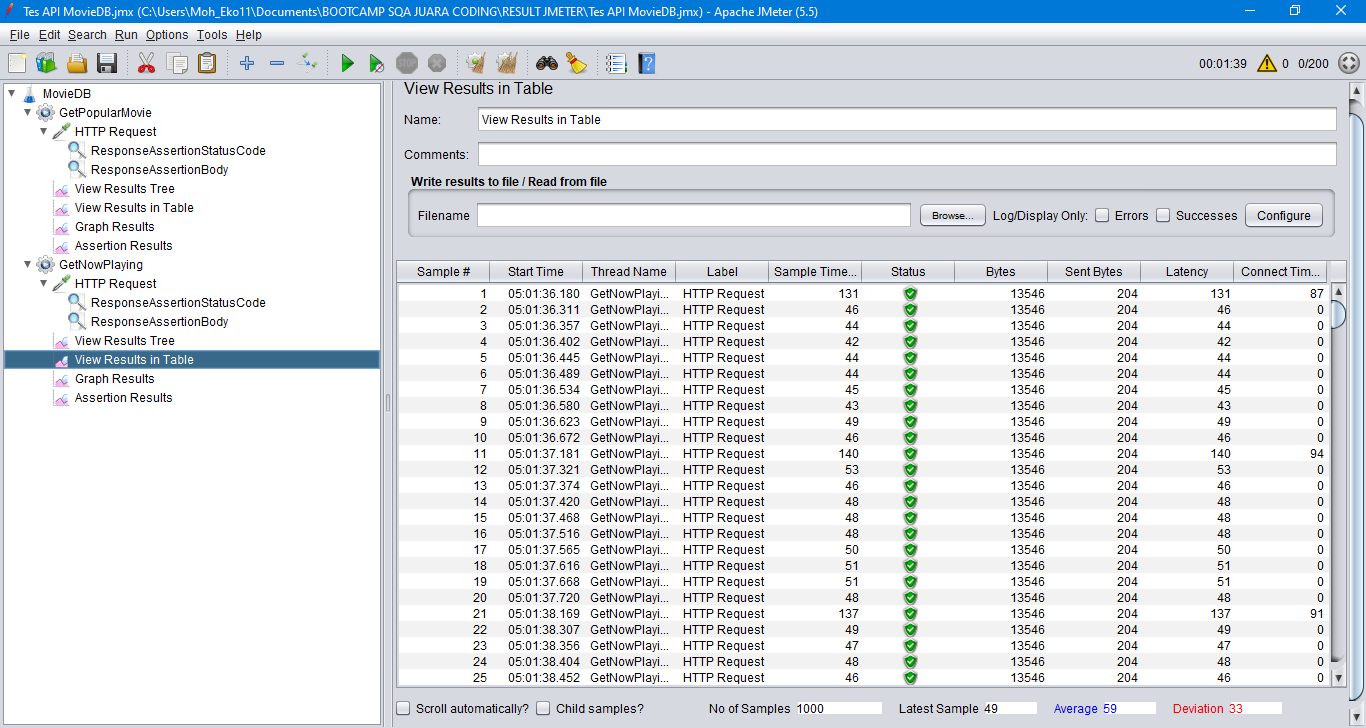 Tes API MovieDB.jmx (C:\Users\Moh_Eko11\Documents\BOOTCAMP SQA JUARA CODING\RESULT JMETER\Tes API MovieDB.jmx) - Apache JMeter (5.5)
File Edit Search Run Options Tools Help
STOP 00:01:39 0 0/200
MovieDB
GetPopularMovie
HTTP Request
ResponseAssertionStatusCode
ResponseAssertionBody
View Results Tree
View Results in Table
Graph Results
Assertion Results
GetNowPlaying
HTTP Request
ResponseAssertionStatusCode
ResponseAssertionBody
View Results Tree
View Results in Table
Graph Results
Assertion Results
View Results in Table
Name: View Results in Table
Comments:
Write results to file / Read from file
Filename Browse... Log/Display Only: Errors Successes Configure
Sample # Start Time Thread Name Label Sample Time... Status Bytes Sent Bytes Latency Connect Tim...
1 05:01:36.180 GetNowPlayi... HTTP Request 131 13546 204 131 87
2 05:01:36.311 GetNowPlayi... HTTP Request 46 13546 204 46 0
3 05:01:36.357 GetNowPlayi... HTTP Request 44 13546 204 44 0
4 05:01:36.402 GetNowPlayi... HTTP Request 42 13546 204 42 0
5 05:01:36.445 GetNowPlayi... HTTP Request 44 13546 204 44 0
6 05:01:36.489 GetNowPlayi... HTTP Request 44 13546 204 44 0
7 05:01:36.534 GetNowPlayi... HTTP Request 45 13546 204 45 0
8 05:01:36.580 GetNowPlayi... HTTP Request 43 13546 204 43 0
9 05:01:36.623 GetNowPlayi... HTTP Request 49 13546 204 49 0
10 05:01:36.672 GetNowPlayi... HTTP Request 46 13546 204 46 0
11 05:01:37.181 GetNowPlayi... HTTP Request 140 13546 204 140 94
12 05:01:37.321 GetNowPlayi... HTTP Request 53 13546 204 53 0
13 05:01:37.374 GetNowPlayi... HTTP Request 46 13546 204 46 0
14 05:01:37.420 GetNowPlayi... HTTP Request 48 13546 204 48 0
15 05:01:37.468 GetNowPlayi... HTTP Request 48 13546 204 48 0
16 05:01:37.516 GetNowPlayi... HTTP Request 48 13546 204 48 0
17 05:01:37.565 GetNowPlayi... HTTP Request 50 13546 204 50 0
18 05:01:37.616 GetNowPlayi... HTTP Request 51 13546 204 51 0
19 05:01:37.668 GetNowPlayi... HTTP Request 51 13546 204 51 0
20 05:01:37.720 GetNowPlayi... HTTP Request 48 13546 204 48 0
21 05:01:38.169 GetNowPlayi... HTTP Request 137 13546 204 137 91
22 05:01:38.307 GetNowPlayi... HTTP Request 49 13546 204 49 0
23 05:01:38.356 GetNowPlayi... HTTP Request 47 13546 204 47 0
24 05:01:38.404 GetNowPlayi... HTTP Request 48 13546 204 48 0
25 05:01:38.452 GetNowPlayi... HTTP Request 46 13546 204 46 0
Scroll automatically? Child samples? No of Samples 1000 Latest Sample 49 Average 59 Deviation 33